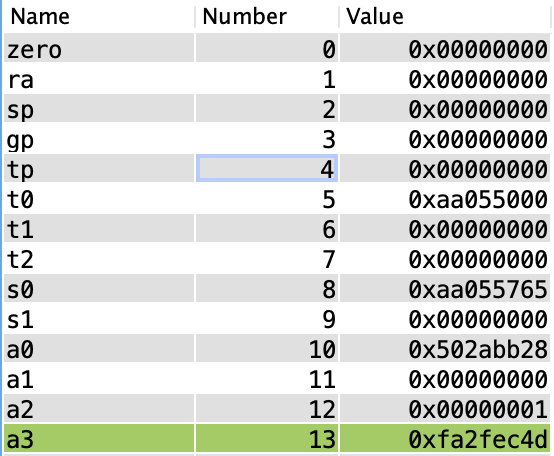 Name Number Value
zero 0 0x00000000
ra 1 0x00000000
sp 2 0x00000000
gp 3 0x00000000
tp 4 0x00000000
t0 5 0xaa055000
t1 6 0x00000000
t2 7 0x00000000
s0 8 0xaa055765
s1 9 0x00000000
a0 10 0x502abb28
a1 11 0x00000000
a2 12 0x00000001
a3 13 0xfa2fec4d